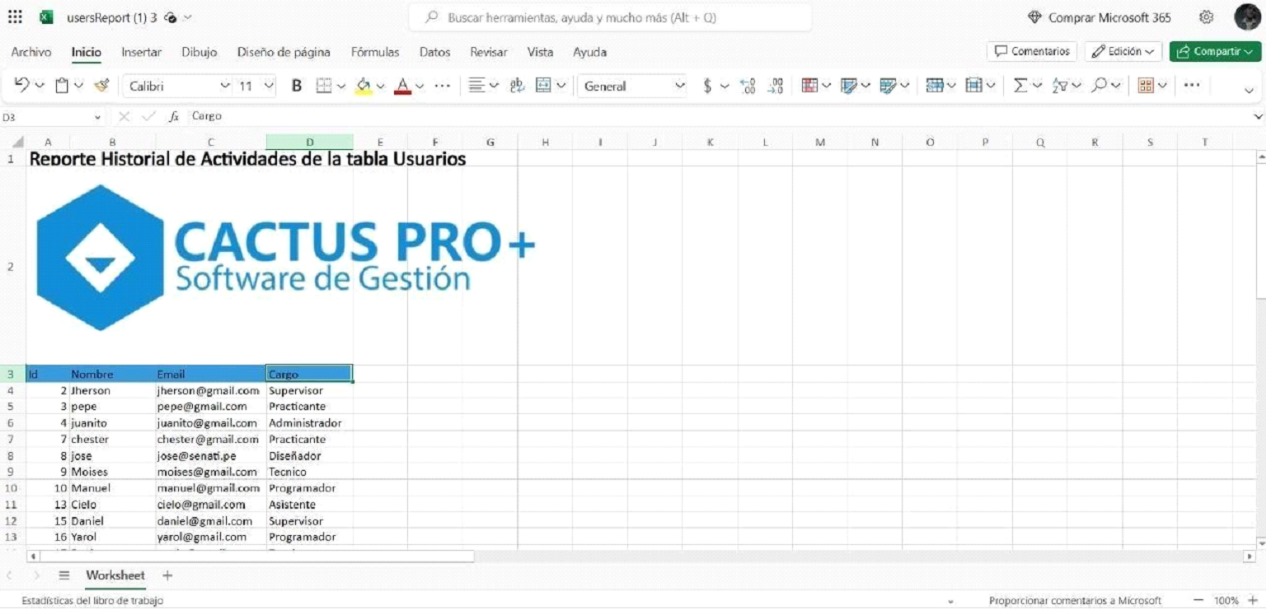 usersReport (1) 3
Buscar herramientas, ayuda y mucho más (Alt + Q)
Comprar Microsoft 365
Archivo Inicio Insertar Dibujo Diseño de página Fórmulas Datos Revisar Vista Ayuda
Comentarios Edición Compartir
Calibri 11 B A ab General $ .00 .00
D3 fx Cargo
A B C D E F G H I J K L M N O P Q R S T
1 Reporte Historial de Actividades de la tabla Usuarios
2
CACTUS PRO+
Software de Gestión
3 Id Nombre Email Cargo
4 2 Jherson jherson@gmail.com Supervisor
5 3 pepe pepe@gmail.com Practicante
6 4 juanito juanito@gmail.com Administrador
7 7 chester chester@gmail.com Practicante
8 8 jose jose@senati.pe Diseñador
9 9 Moises moises@gmail.com Tecnico
10 10 Manuel manuel@gmail.com Programador
11 13 Cielo cielo@gmail.com Asistente
12 15 Daniel daniel@gmail.com Supervisor
13 16 Yarol yarol@gmail.com Programador
Worksheet
Estadísticas del libro de trabajo
Proporcionar comentarios a Microsoft
100%